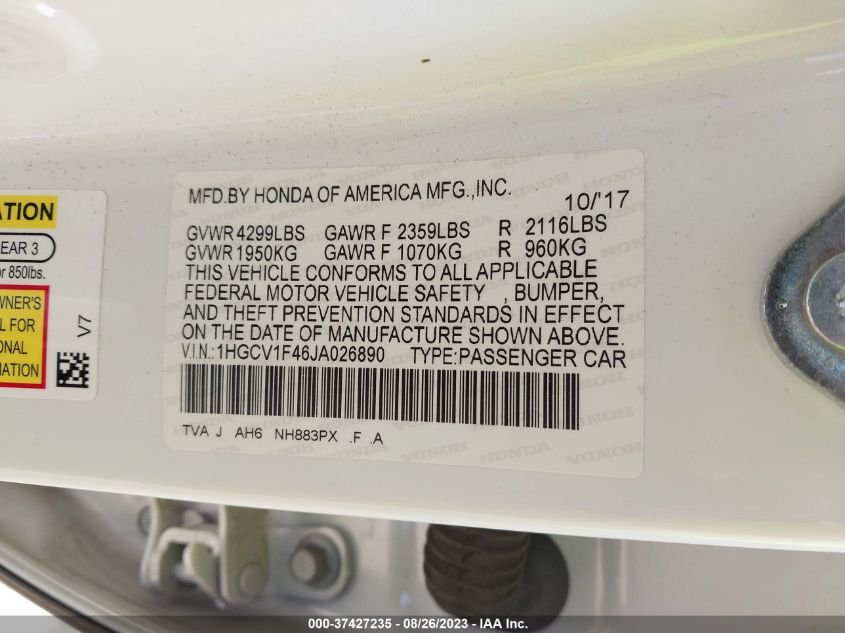 MFD.BY HONDA OF AMERICA MFG.,INC. 10/'17
GVWR 4299LBS GAWR F 2359LBS R 2116LBS
GVWR 1950KG GAWR F 1070KG R 960KG
THIS VEHICLE CONFORMS TO ALL APPLICABLE
FEDERAL MOTOR VEHICLE SAFETY , BUMPER,
AND THEFT PREVENTION STANDARDS IN EFFECT
ON THE DATE OF MANUFACTURE SHOWN ABOVE.
V.I.N.:1HGCV1F46JA026890 TYPE:PASSENGER CAR
TVA J AH6 NH883PX .F .A
ATION
EAR 3
or 850lbs.
WNER'S
L FOR
ONAL
MATION
V7
000-37427235 - 08/26/2023 - IAA Inc.